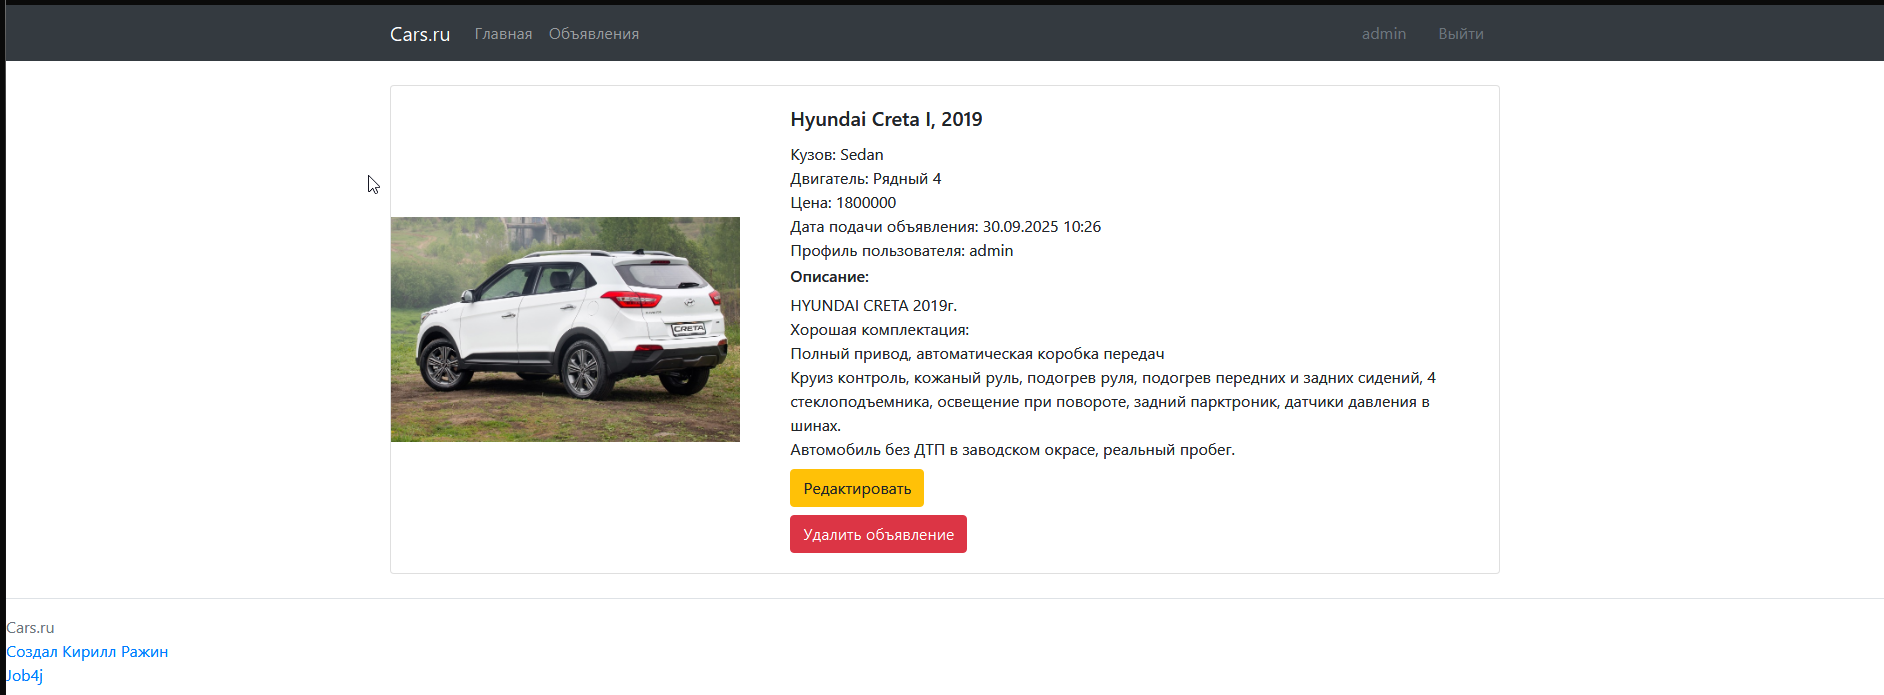 Cars.ru Главная Объявления admin Выйти
Hyundai Creta I, 2019
Кузов: Sedan
Двигатель: Рядный 4
Цена: 1800000
Дата подачи объявления: 30.09.2025 10:26
Профиль пользователя: admin
Описание:
HYUNDAI CRETA 2019г.
Хорошая комплектация:
Полный привод, автоматическая коробка передач
Круиз контроль, кожаный руль, подогрев руля, подогрев передних и задних сидений, 4
стеклоподъемника, освещение при повороте, задний парктроник, датчики давления в
шинах.
Автомобиль без ДТП в заводском окрасе, реальный пробег.
CRETA
Редактировать
Удалить объявление
Cars.ru
Создал Кирилл Ражин
Job4j